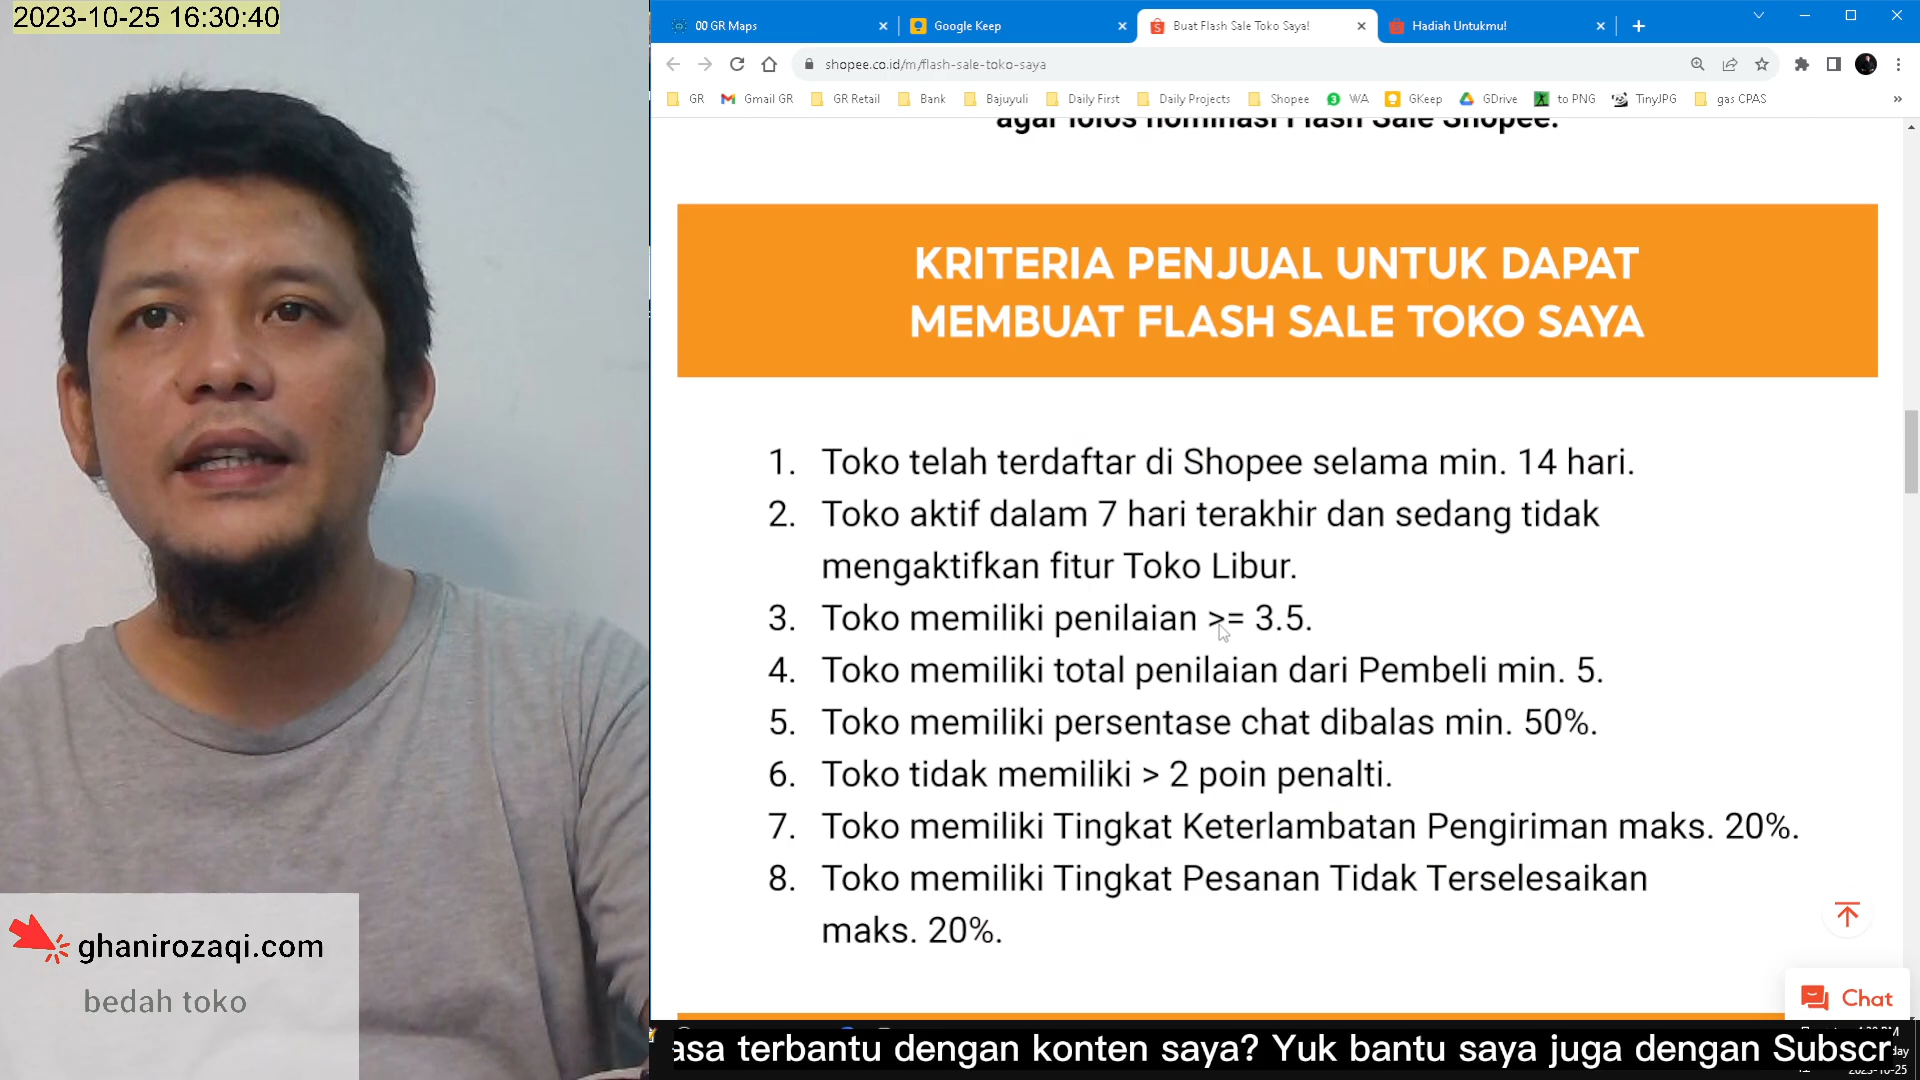 2023-10-25 16:30:40
00 GR Maps
Google Keep
Buat Flash Sale Toko Saya!
Hadiah Untukmu!
shopee.co.id/m/flash-sale-toko-saya
GR
Gmail GR
GR Retail
Bank
Bajuyuli
Daily First
Daily Projects
Shopee
WA
GKeep
GDrive
to PNG
TinyJPG
gas CPAS
agar lolos nominasi Flash Sale Shopee.
KRITERIA PENJUAL UNTUK DAPAT
MEMBUAT FLASH SALE TOKO SAYA
1. Toko telah terdaftar di Shopee selama min. 14 hari.
2. Toko aktif dalam 7 hari terakhir dan sedang tidak
mengaktifkan fitur Toko Libur.
3. Toko memiliki penilaian >= 3.5.
4. Toko memiliki total penilaian dari Pembeli min. 5.
5. Toko memiliki persentase chat dibalas min. 50%.
6. Toko tidak memiliki > 2 poin penalti.
7. Toko memiliki Tingkat Keterlambatan Pengiriman maks. 20%.
8. Toko memiliki Tingkat Pesanan Tidak Terselesaikan
maks. 20%.
Chat
ghanirozaqi.com
bedah toko
asa terbantu dengan konten saya? Yuk bantu saya juga dengan Subscr